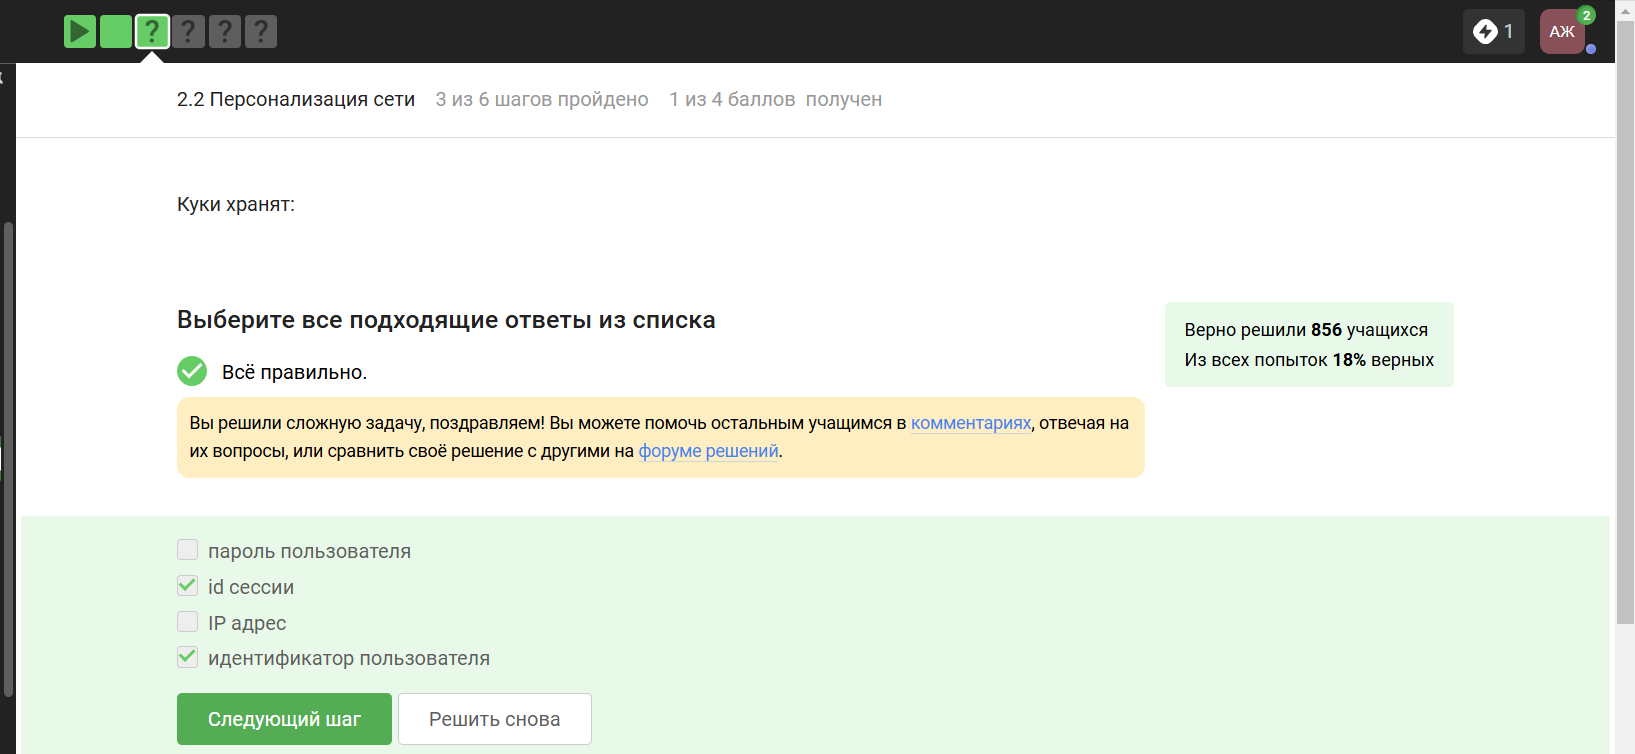 ? ? ? ?
1
АЖ
2
2.2 Персонализация сети 3 из 6 шагов пройдено 1 из 4 баллов получен
Куки хранят:
Выберите все подходящие ответы из списка
Всё правильно.
Вы решили сложную задачу, поздравляем! Вы можете помочь остальным учащимся в комментариях, отвечая на
их вопросы, или сравнить своё решение с другими на форуме решений.
Верно решили 856 учащихся
Из всех попыток 18% верных
пароль пользователя
id сессии
IP адрес
идентификатор пользователя
Следующий шаг
Решить снова